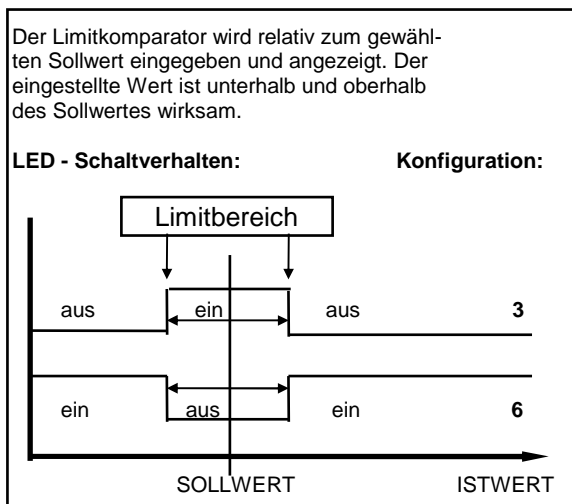 Der Limitkomparator wird relativ zum gewähl-
ten Sollwert eingegeben und angezeigt. Der
eingestellte Wert ist unterhalb und oberhalb
des Sollwertes wirksam.
LED - Schaltverhalten: Konfiguration:
Limitbereich
aus ein aus 3
ein aus ein 6
SOLLWERT ISTWERT